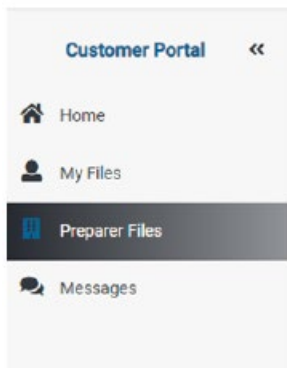 Customer Portal «
Home
My Files
Preparer Files
Messages